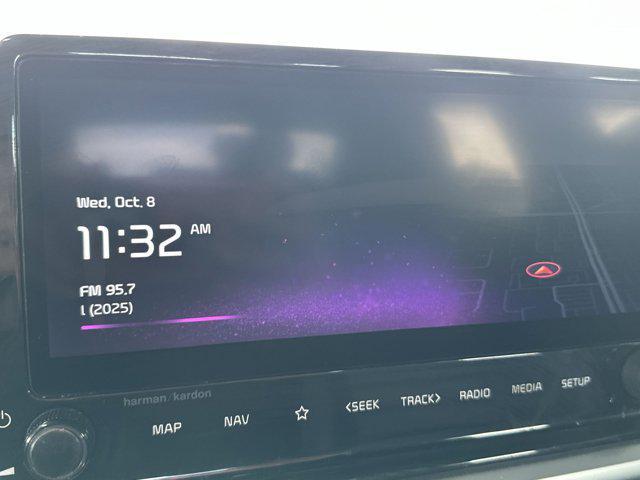 Wed, Oct. 8
11:32 AM
FM 95.7
l (2025)
harman/kardon
MAP NAV <SEEK TRACK> RADIO MEDIA SETUP